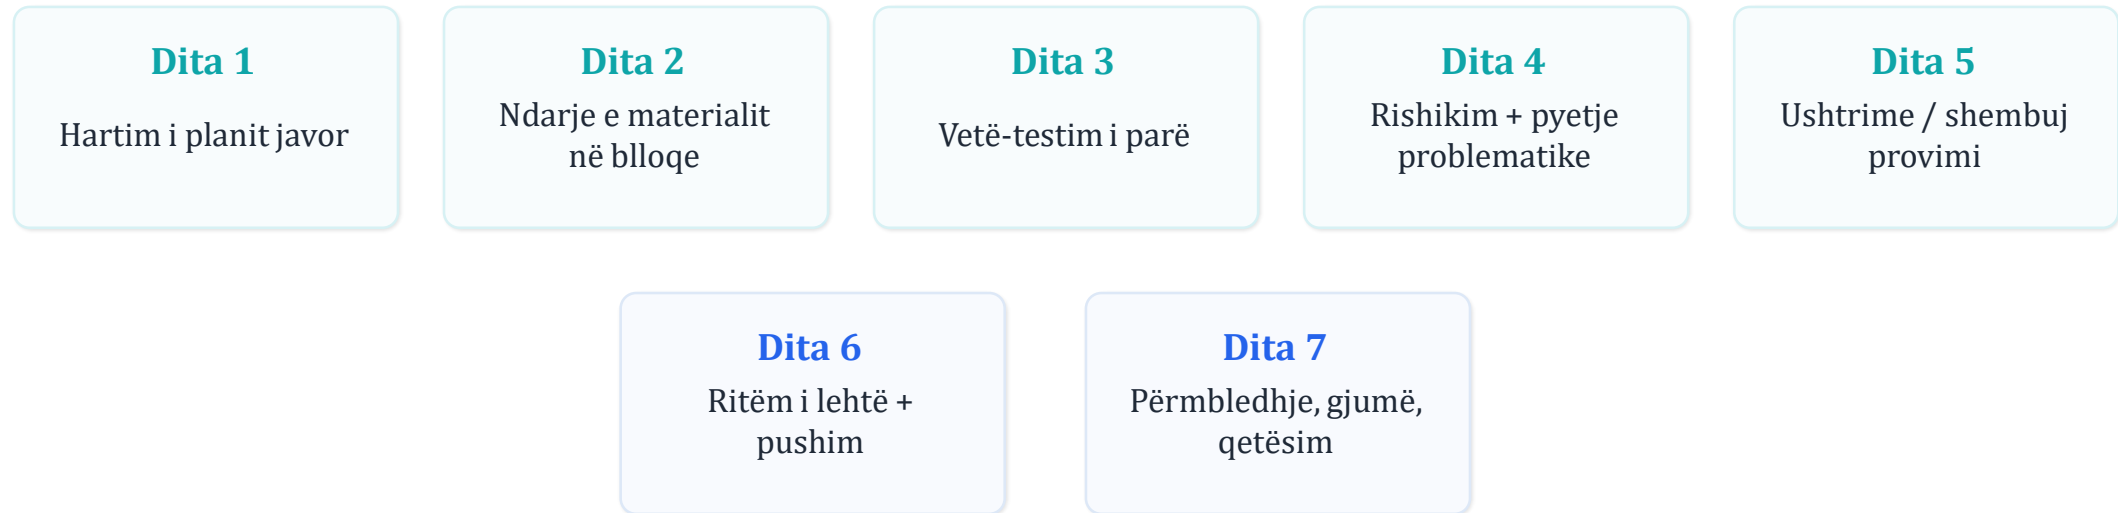 Dita 1
Hartim i planit javor
Dita 2
Ndarje e materialit
në blloqe
Dita 3
Vetë-testim i parë
Dita 4
Rishikim + pyetje
problematike
Dita 5
Ushtrime / shembuj
provimi
Dita 6
Ritëm i lehtë +
pushim
Dita 7
Përmbledhje, gjumë,
qetësim